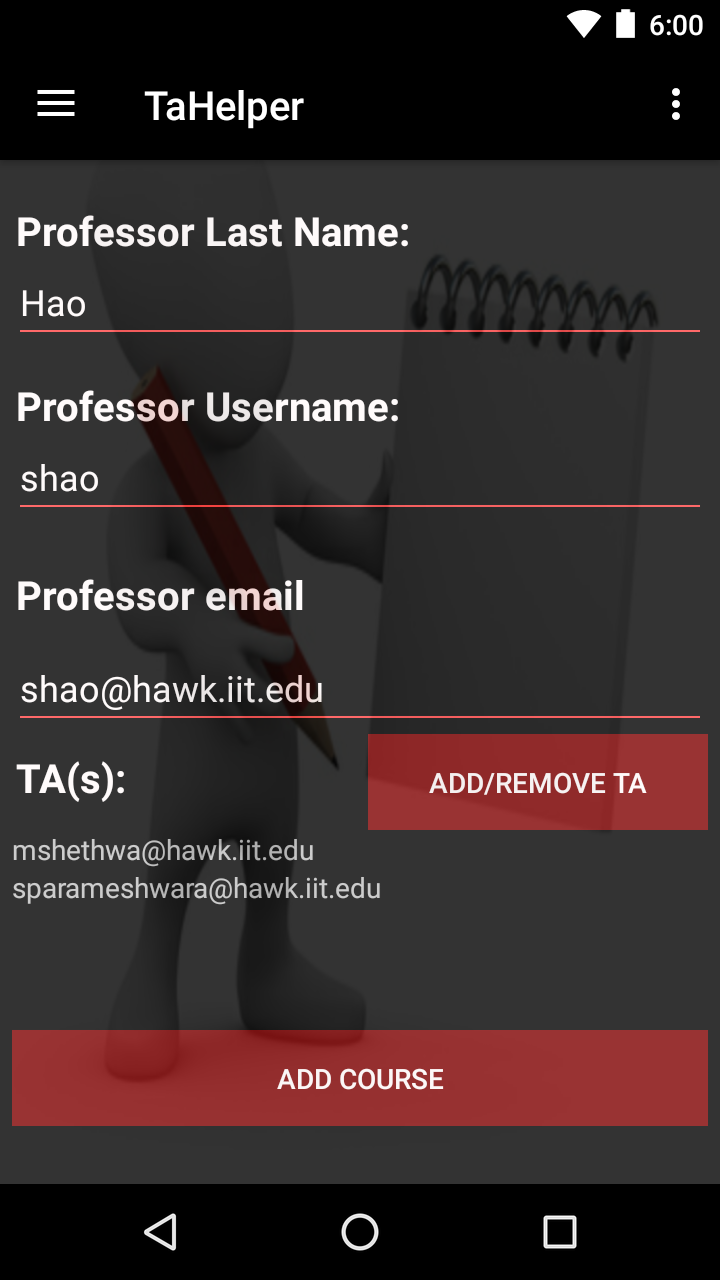 6:00
TaHelper
Professor Last Name:
Hao
Professor Username:
shao
Professor email
shao@hawk.iit.edu
TA(s):
ADD/REMOVE TA
mshethwa@hawk.iit.edu
sparameshwara@hawk.iit.edu
ADD COURSE